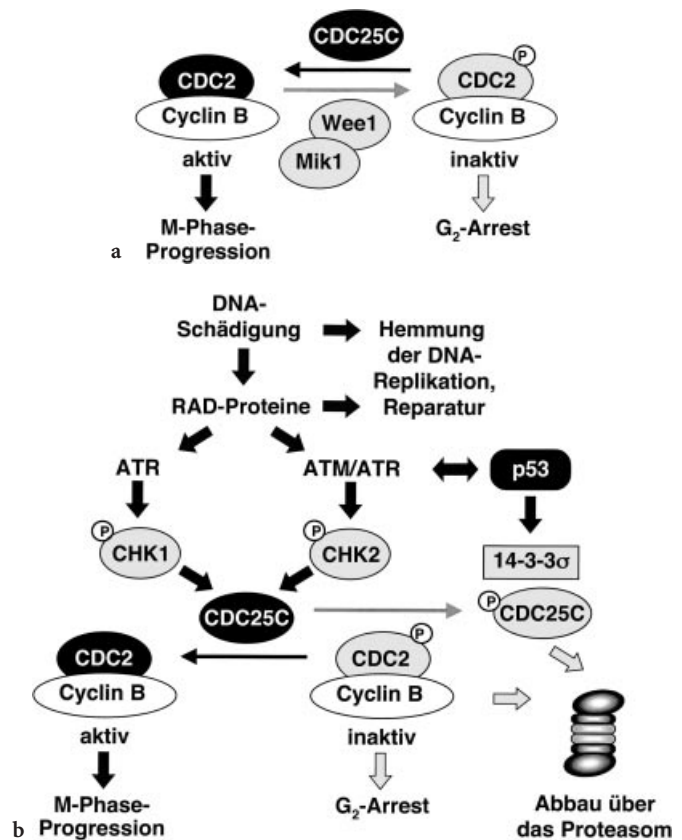 CDC25C
P
CDC2
Cyclin B
aktiv
M-Phase-
Progression
Wee1
Mik1
CDC2
Cyclin B
inaktiv
G₂-Arrest
a
DNA-
Schädigung
Hemmung
der DNA-
Replikation,
Reparatur
RAD-Proteine
ATR
ATM/ATR
p53
P
CHK1
P
CHK2
14-3-3σ
CDC25C
P
CDC25C
P
CDC2
Cyclin B
aktiv
M-Phase-
Progression
CDC2
Cyclin B
inaktiv
G₂-Arrest
Abbau über
das Proteasom
b